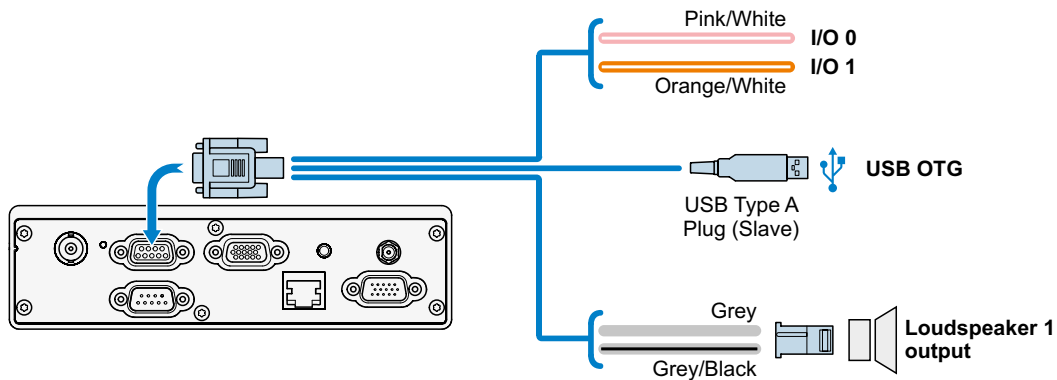 Pink/White
I/O 0
I/O 1
Orange/White
USB OTG
USB Type A
Plug (Slave)
Grey
Loudspeaker 1
output
Grey/Black